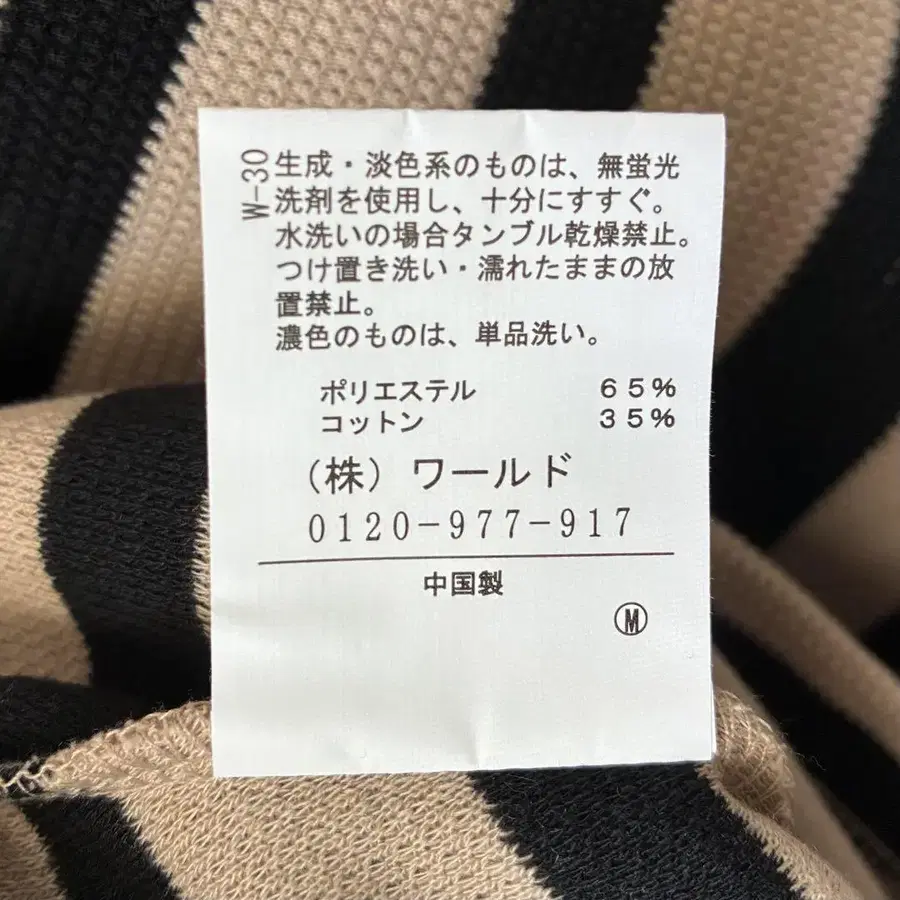 W-30
生成・淡色系のものは、無蛍光
洗剤を使用し、十分にすすぐ。
水洗いの場合タンブル乾燥禁止。
つけ置き洗い・濡れたままの放
置禁止。
濃色のものは、単品洗い。
ポリエステル 65%
コットン 35%
(株) ワールド
0120-977-917
中国製
Ⓜ